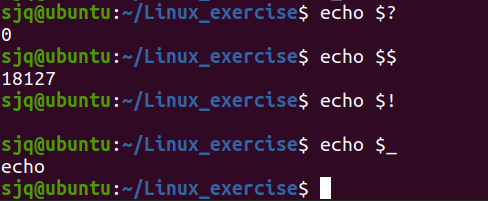 sjq@ubuntu:~/Linux_exercise$ echo $?
0
sjq@ubuntu:~/Linux_exercise$ echo $$
18127
sjq@ubuntu:~/Linux_exercise$ echo $!

sjq@ubuntu:~/Linux_exercise$ echo $_
echo
sjq@ubuntu:~/Linux_exercise$